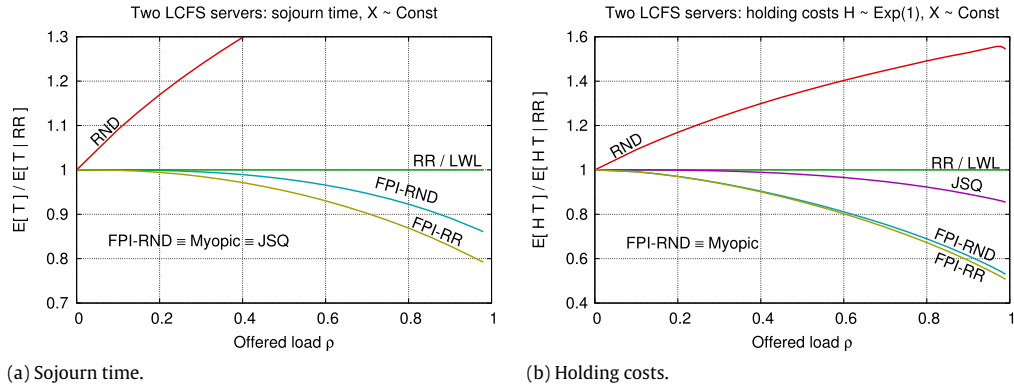 Two LCFS servers: sojourn time, X ~ Const
E[ T ] / E[ T | RR ]
1.3
1.2
1.1
1
0.9
0.8
0.7
RND
RR / LWL
FPI-RND
FPI-RR
FPI-RND ≡ Myopic ≡ JSQ
0
0.2
0.4
0.6
0.8
1
Offered load ρ
(a) Sojourn time.
Two LCFS servers: holding costs H ~ Exp(1), X ~ Const
E[ H T ] / E[ H T | RR ]
1.6
1.4
1.2
1
0.8
0.6
0.4
RND
RR / LWL
JSQ
FPI-RND
FPI-RR
FPI-RND ≡ Myopic
0
0.2
0.4
0.6
0.8
1
Offered load ρ
(b) Holding costs.